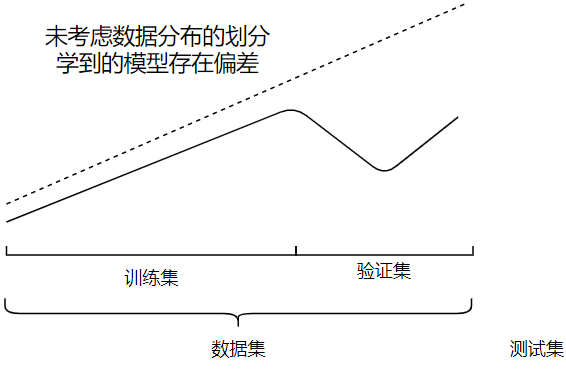 未考虑数据分布的划分
学到的模型存在偏差
训练集
验证集
数据集
测试集